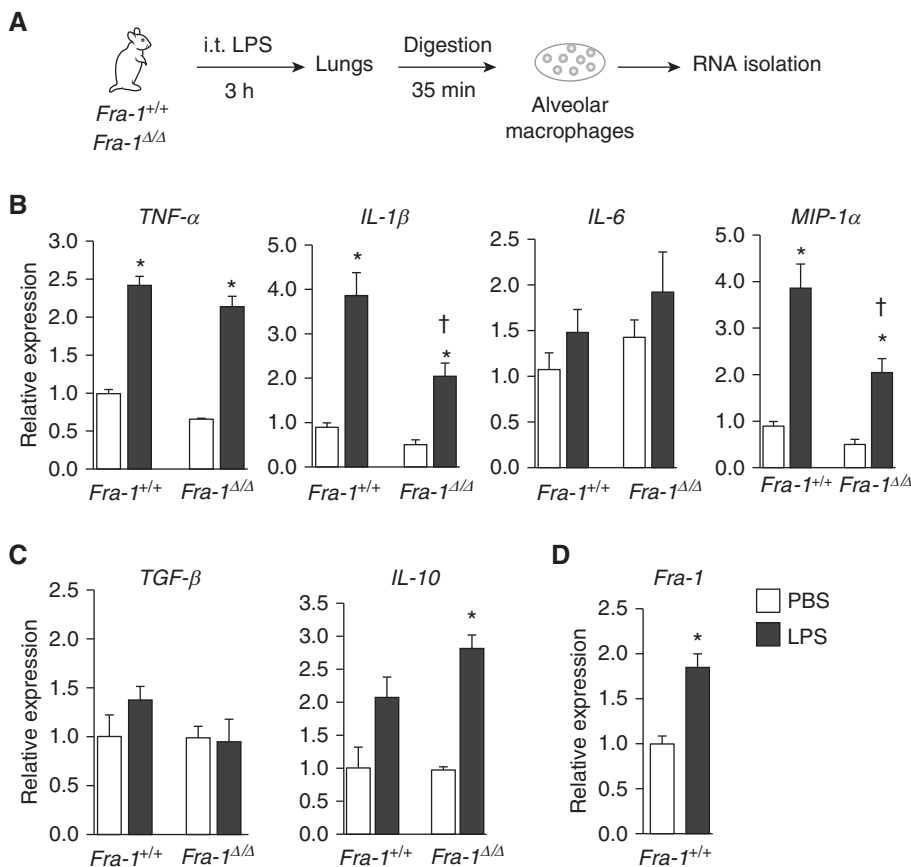 A
i.t. LPS
3 h
Lungs
Digestion
35 min
Alveolar
macrophages
RNA isolation
Fra-1+/+
Fra-1Δ/Δ
B
TNF-α
IL-1β
IL-6
MIP-1α
Relative expression
3.0
2.5
2.0
1.5
1.0
0.5
0.0
*
*
Fra-1+/+
Fra-1Δ/Δ
5.0
4.0
3.0
2.0
1.0
0.0
*
†
*
Fra-1+/+
Fra-1Δ/Δ
2.5
2.0
1.5
1.0
0.5
0.0
Fra-1+/+
Fra-1Δ/Δ
5.0
4.0
3.0
2.0
1.0
0.0
*
†
*
Fra-1+/+
Fra-1Δ/Δ
C
TGF-β
IL-10
Relative expression
2.5
2.0
1.5
1.0
0.5
0.0
Fra-1+/+
Fra-1Δ/Δ
3.5
3.0
2.5
2.0
1.5
1.0
0.5
0.0
*
Fra-1+/+
Fra-1Δ/Δ
D
Fra-1
Relative expression
2.5
2.0
1.5
1.0
0.5
0.0
*
Fra-1+/+
PBS
LPS